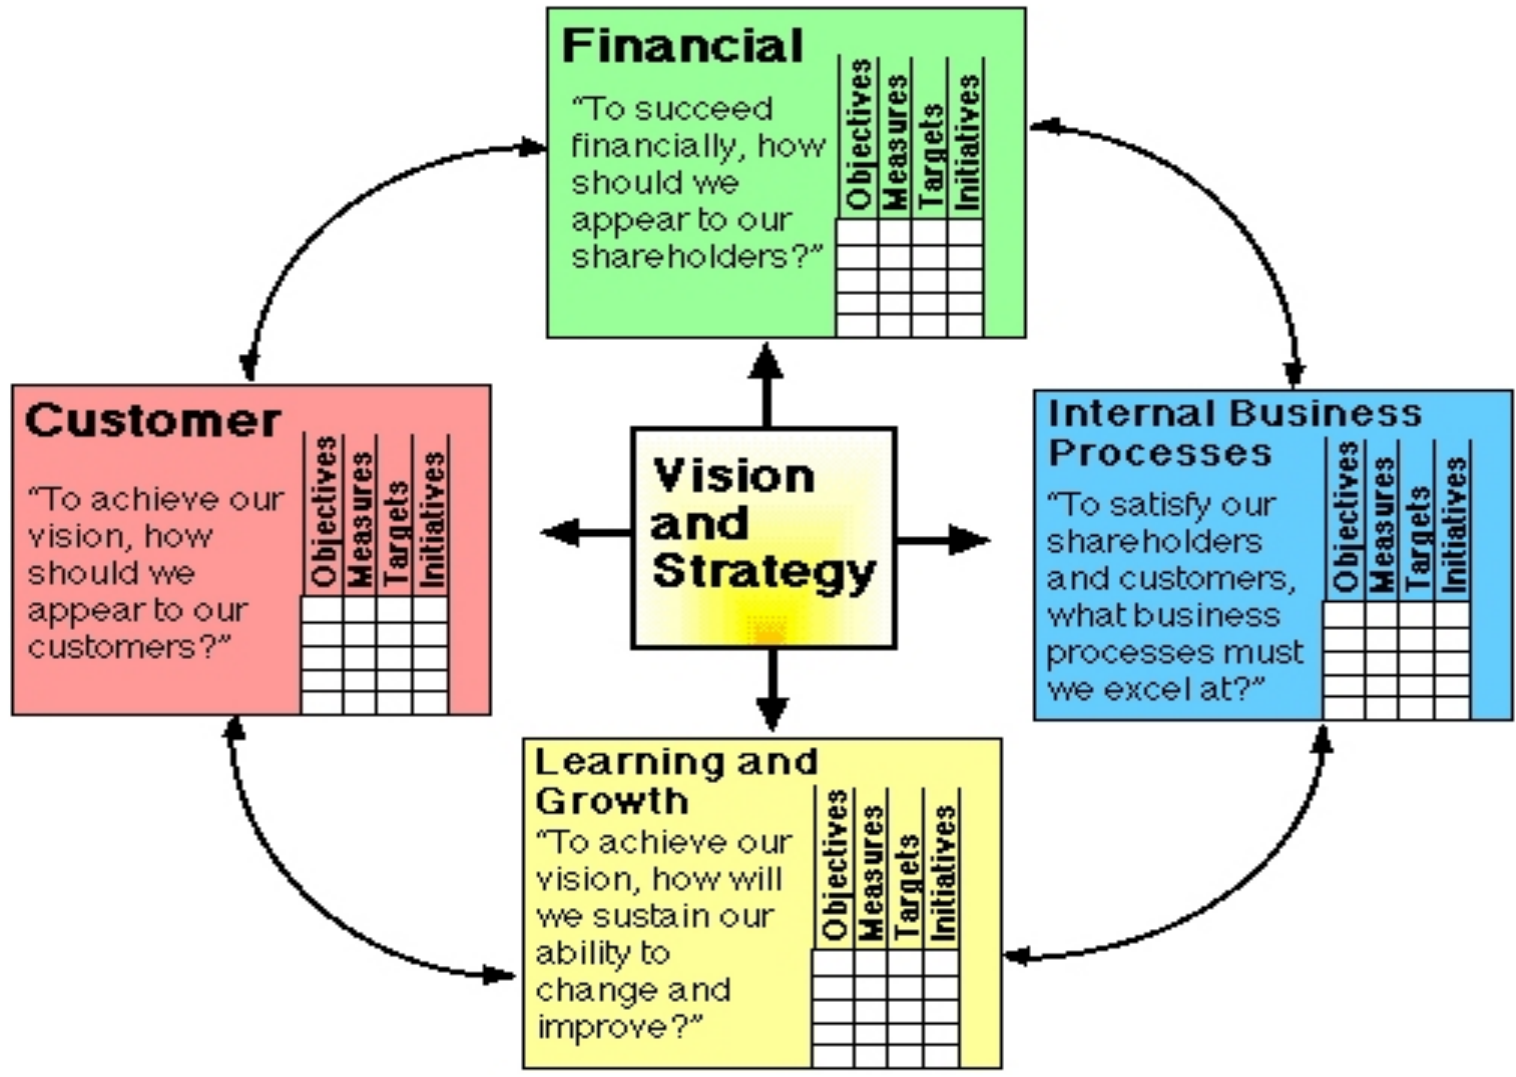 Financial
“To succeed
financially, how
should we
appear to our
shareholders?”
Objectives
Measures
Targets
Initiatives
Customer
“To achieve our
vision, how
should we
appear to our
customers?”
Objectives
Measures
Targets
Initiatives
Vision
and
Strategy
Internal Business
Processes
“To satisfy our
shareholders
and customers,
what business
processes must
we excel at?”
Objectives
Measures
Targets
Initiatives
Learning and
Growth
“To achieve our
vision, how will
we sustain our
ability to
change and
improve?”
Objectives
Measures
Targets
Initiatives